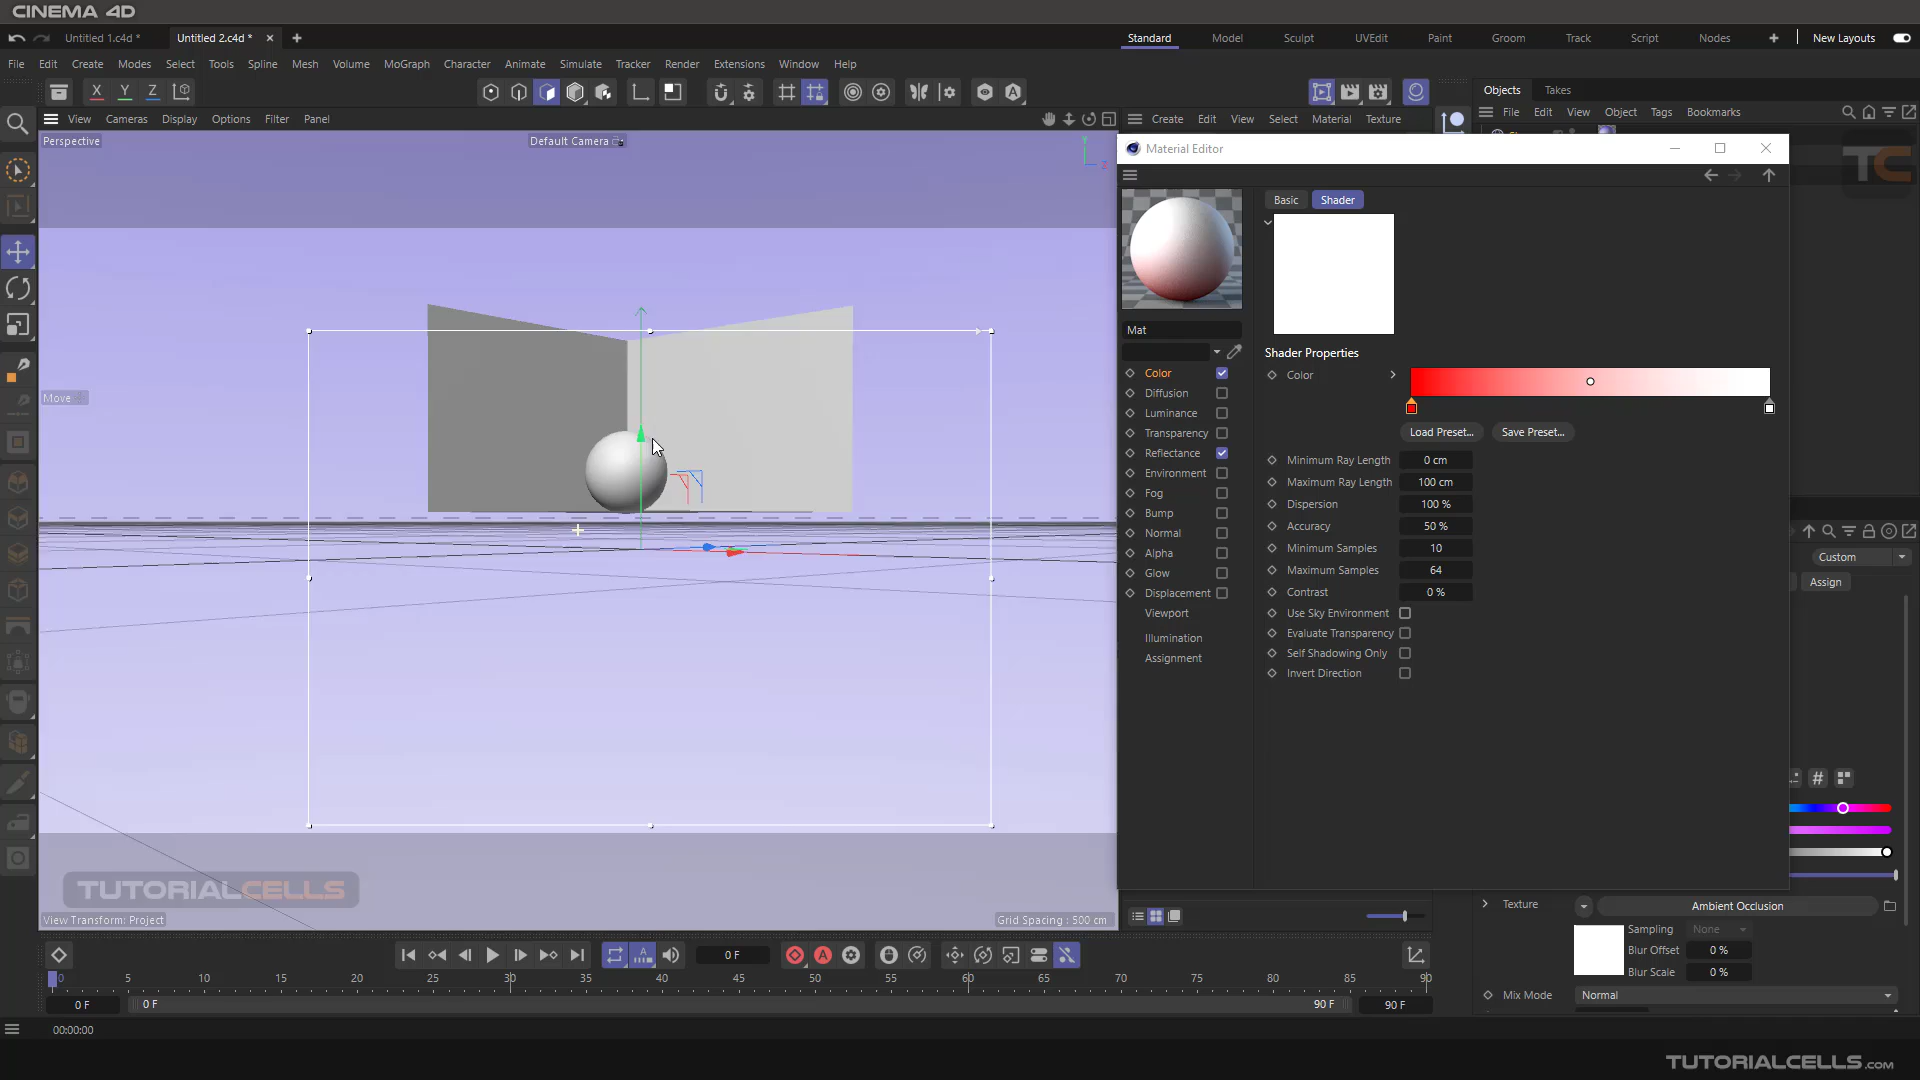 CINEMA 4D
Untitled 1.c4d *
Untitled 2.c4d *
Standard
Model
Sculpt
UVEdit
Paint
Groom
Track
Script
Nodes
New Layouts
File Edit Create Modes Select Tools Spline Mesh Volume MoGraph Character Animate Simulate Tracker Render Extensions Window Help
X Y Z
Objects Takes
View Cameras Display Options Filter Panel
Create Edit View Select Material Texture
File Edit View Object Tags Bookmarks
Perspective
Default Camera
Material Editor
TC
Basic Shader
Move
Mat
Shader Properties
Color
Diffusion
Luminance
Transparency
Reflectance
Environment
Fog
Bump
Normal
Alpha
Glow
Displacement
Viewport
Illumination
Assignment
Color
Load Preset...
Save Preset...
Minimum Ray Length 0 cm
Maximum Ray Length 100 cm
Dispersion 100 %
Accuracy 50 %
Minimum Samples 10
Maximum Samples 64
Contrast 0 %
Use Sky Environment
Evaluate Transparency
Self Shadowing Only
Invert Direction
Custom
Assign
Texture
Ambient Occlusion
Sampling None
Blur Offset 0 %
Blur Scale 0 %
Mix Mode Normal
TUTORIALCELLS
View Transform: Project
Grid Spacing : 500 cm
0 F
0 5 10 15 20 25 30 35 40 45 50 55 60 65 70 75 80 85 90
0 F
0 F
90 F
90 F
00:00:00
TUTORIALCELLS.com